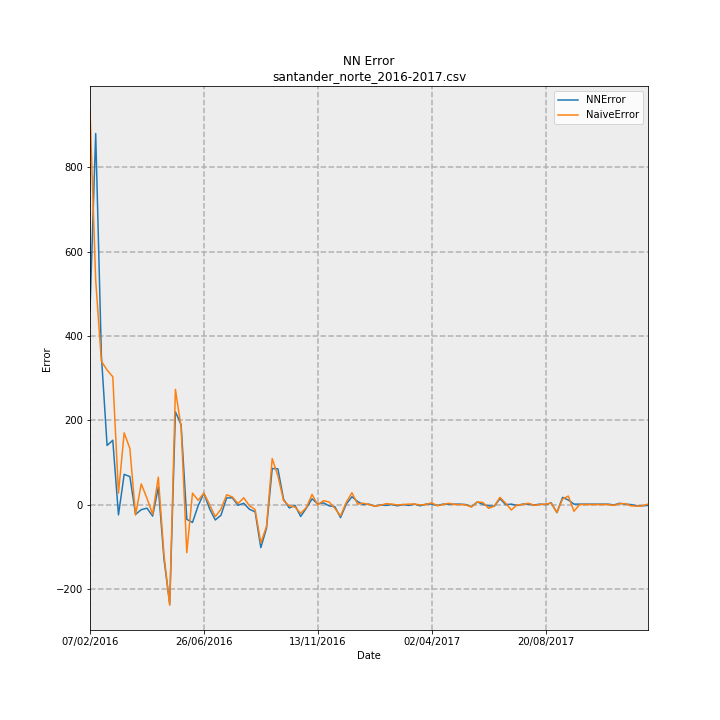 NN Error
santander_norte_2016-2017.csv
NNError
NaiveError
800
600
400
200
0
−200
Error
07/02/2016
26/06/2016
13/11/2016
02/04/2017
20/08/2017
Date